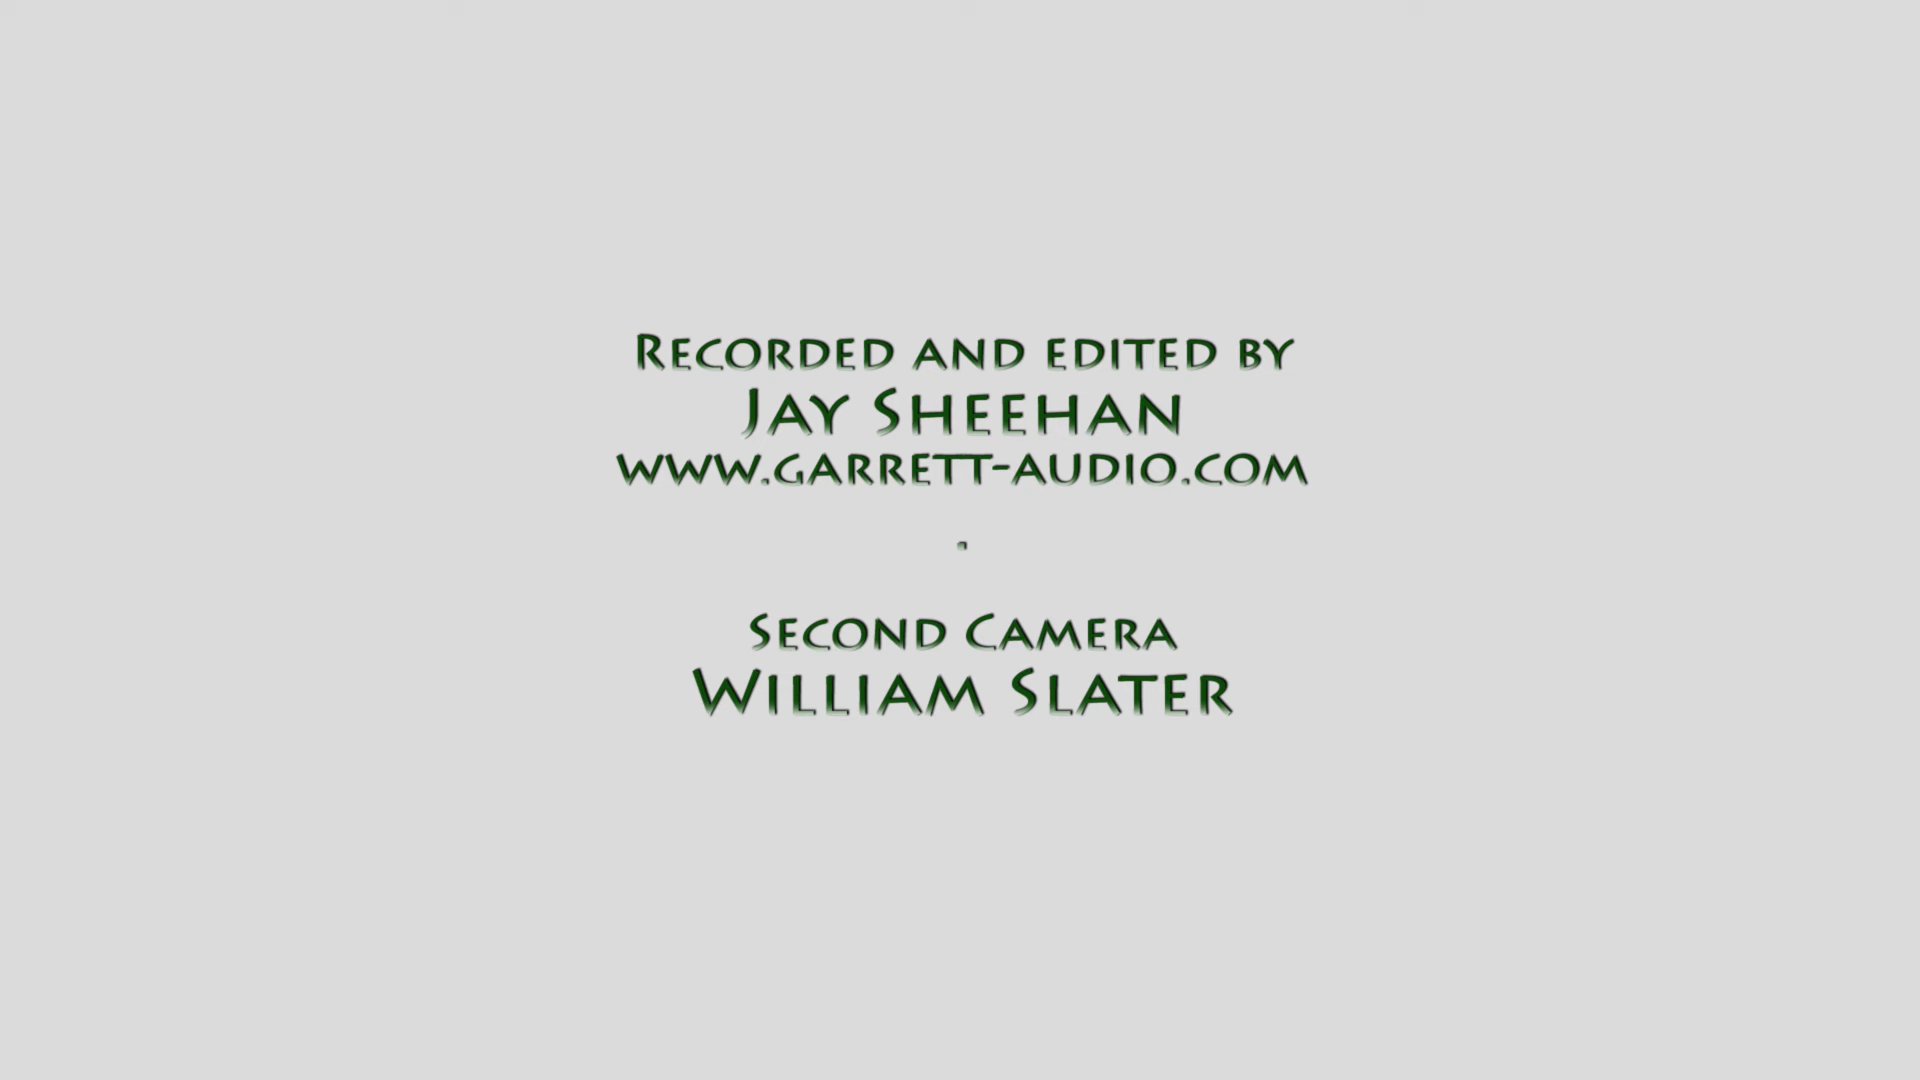 Recorded and edited by
Jay Sheehan
www.garrett-audio.com
.
Second Camera
William Slater